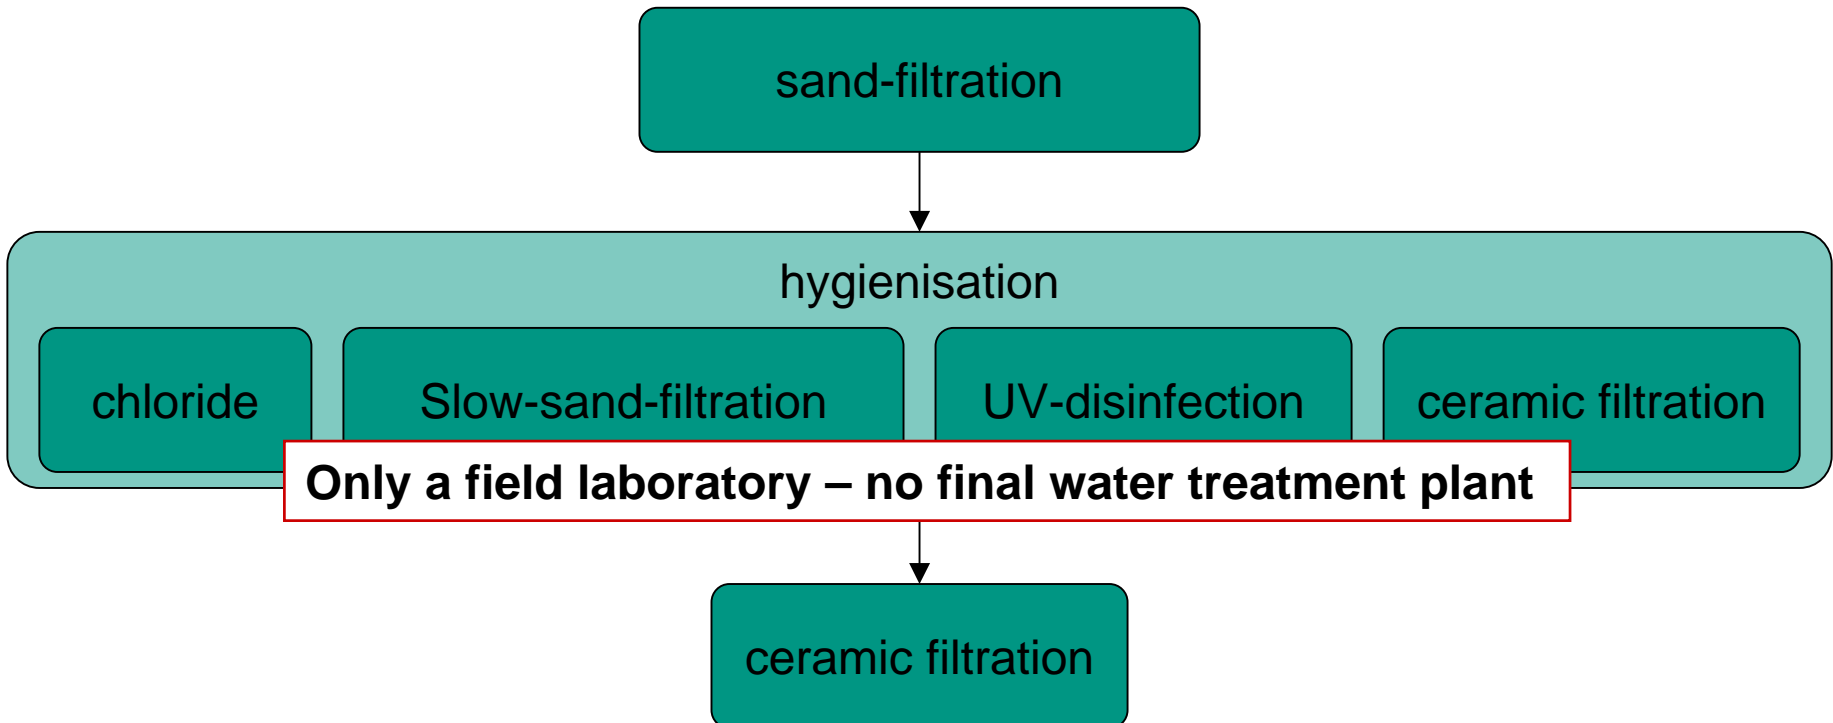 sand-filtration
hygienisation
chloride
Slow-sand-filtration
UV-disinfection
ceramic filtration
Only a field laboratory – no final water treatment plant
ceramic filtration